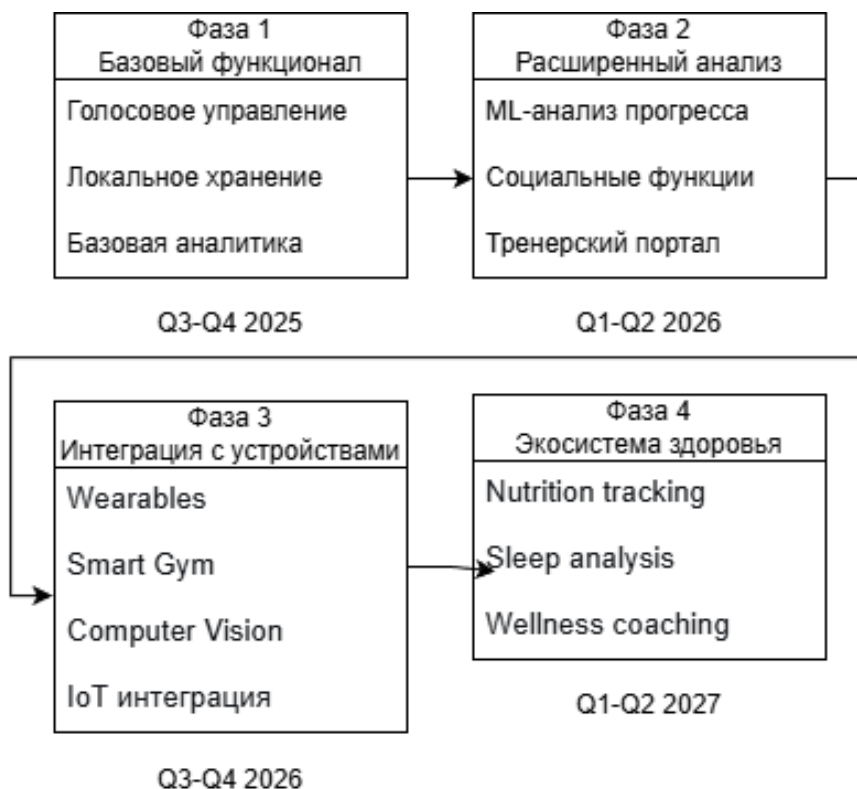 Фаза 1
Базовый функционал
Голосовое управление
Локальное хранение
Базовая аналитика
Q3-Q4 2025
Фаза 2
Расширенный анализ
ML-анализ прогресса
Социальные функции
Тренерский портал
Q1-Q2 2026
Фаза 3
Интеграция с устройствами
Wearables
Smart Gym
Computer Vision
IoT интеграция
Q3-Q4 2026
Фаза 4
Экосистема здоровья
Nutrition tracking
Sleep analysis
Wellness coaching
Q1-Q2 2027